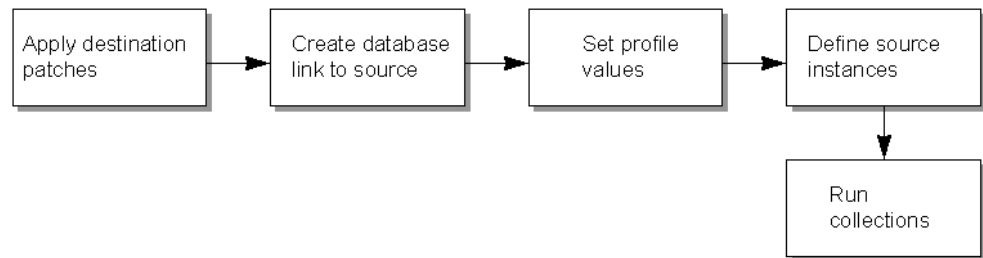 Apply destination
patches
Create database
link to source
Set profile
values
Define source
instances
Run
collections